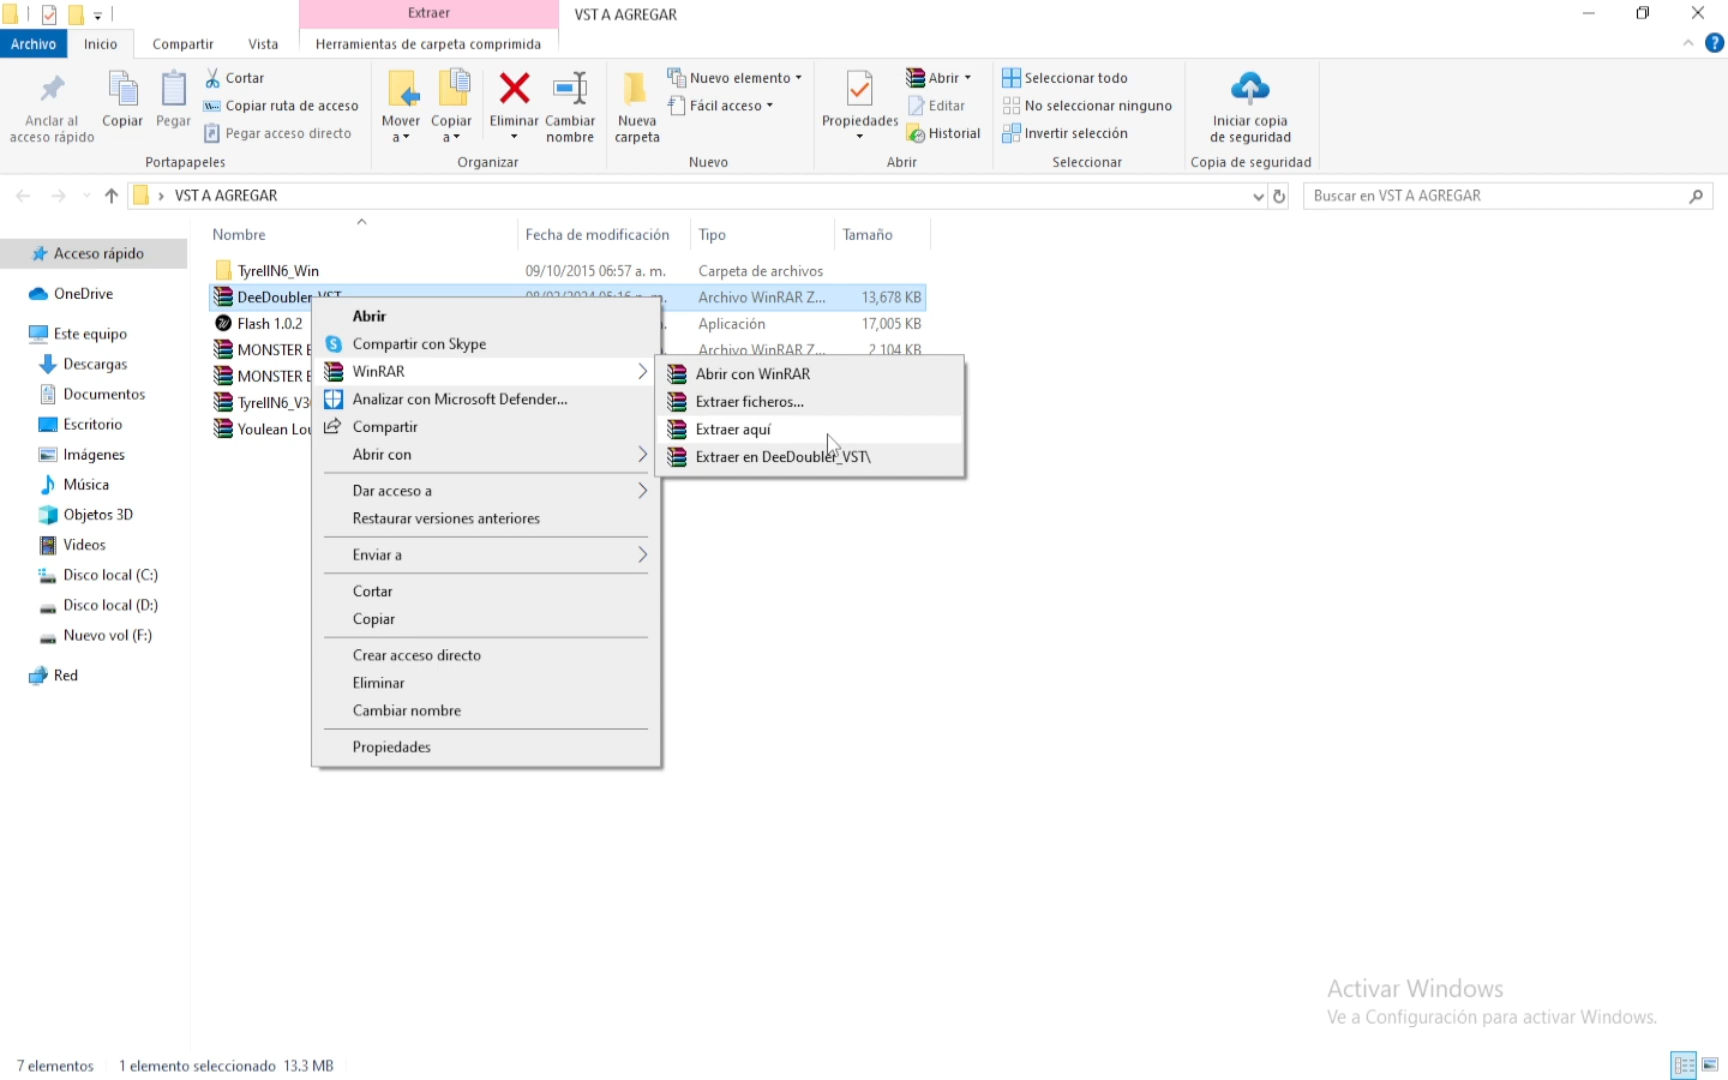 Extraer
VST A AGREGAR
Archivo
Inicio
Compartir
Vista
Herramientas de carpeta comprimida
Anclar al
acceso rápido
Copiar
Pegar
Cortar
Copiar ruta de acceso
Pegar acceso directo
Portapapeles
Mover
a
Copiar
a
Eliminar
Cambiar
nombre
Organizar
Nueva
carpeta
Nuevo elemento
Fácil acceso
Nuevo
Propiedades
Abrir
Editar
Historial
Abrir
Seleccionar todo
No seleccionar ninguno
Invertir selección
Seleccionar
Iniciar copia
de seguridad
Copia de seguridad
VST A AGREGAR
Buscar en VST A AGREGAR
Nombre
Fecha de modificación
Tipo
Tamaño
Acceso rápido
OneDrive
Este equipo
Descargas
Documentos
Escritorio
Imágenes
Música
Objetos 3D
Videos
Disco local (C:)
Disco local (D:)
Nuevo vol (F:)
Red
TyrellN6_Win 09/10/2015 06:57 a. m. Carpeta de archivos
DeeDoubler_VST Archivo WinRAR Z... 13,678 KB
Flash 1.0.2 Aplicación 17,005 KB
MONSTER Archivo WinRAR Z... 2,104 KB
MONSTER
TyrellN6_V3
Youlean Lou
Abrir
Compartir con Skype
WinRAR
Analizar con Microsoft Defender...
Compartir
Abrir con
Dar acceso a
Restaurar versiones anteriores
Enviar a
Cortar
Copiar
Crear acceso directo
Eliminar
Cambiar nombre
Propiedades
Abrir con WinRAR
Extraer ficheros...
Extraer aquí
Extraer en DeeDoubler_VST\
Activar Windows
Ve a Configuración para activar Windows.
7 elementos
1 elemento seleccionado 13.3 MB